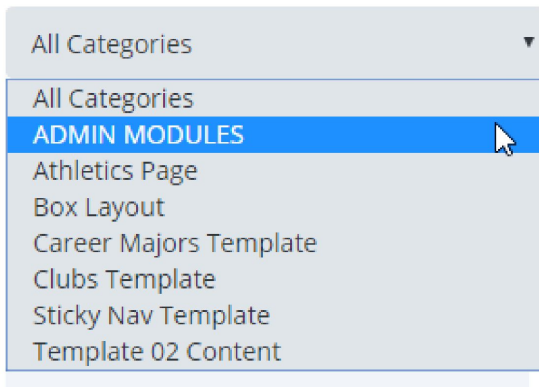 All Categories
All Categories
ADMIN MODULES
Athletics Page
Box Layout
Career Majors Template
Clubs Template
Sticky Nav Template
Template 02 Content